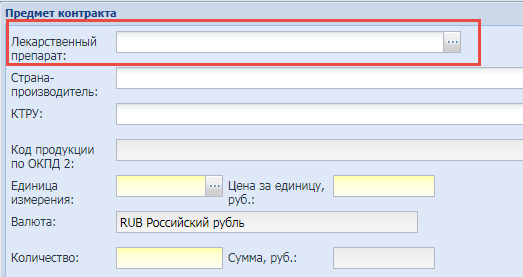 Предмет контракта
Лекарственный
препарат:
...
Страна-
производитель:
КТРУ:
Код продукции
по ОКПД 2:
Единица
измерения:
...
Цена за единицу,
руб.:
Валюта:
RUB Российский рубль
Количество:
Сумма, руб.: